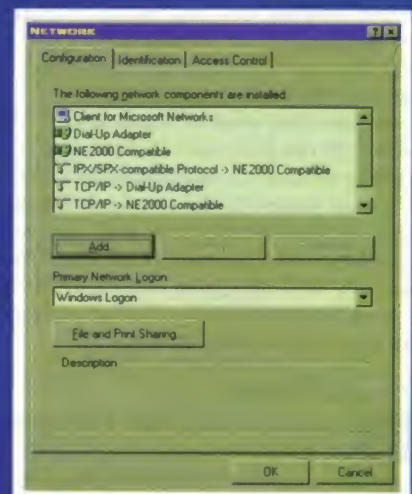 NETWORK
Configuration | Identification | Access Control |
The following network components are installed:
Client for Microsoft Networks
Dial-Up Adapter
NE2000 Compatible
IPX/SPX-compatible Protocol -> NE2000 Compatible
TCP/IP -> Dial-Up Adapter
TCP/IP -> NE2000 Compatible
Add...
Primary Network Logon:
Windows Logon
File and Print Sharing...
Description
OK Cancel